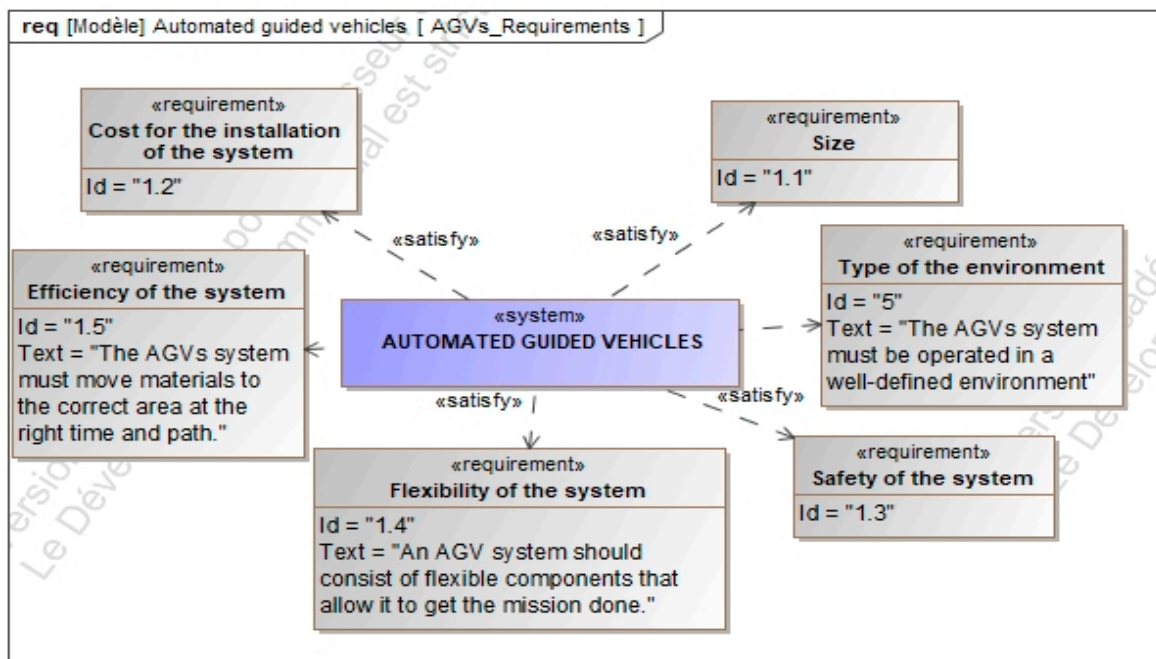 req [Modèle] Automated guided vehicles [ AGVs_Requirements ]
«requirement»
Cost for the installation
of the system
Id = "1.2"
«requirement»
Size
Id = "1.1"
«satisfy»
«satisfy»
«requirement»
Efficiency of the system
Id = "1.5"
Text = "The AGVs system
must move materials to
the correct area at the
right time and path."
«system»
AUTOMATED GUIDED VEHICLES
«requirement»
Type of the environment
Id = "5"
Text = "The AGVs system
must be operated in a
well-defined environment"
«satisfy»
«satisfy»
«requirement»
Flexibility of the system
Id = "1.4"
Text = "An AGV system should
consist of flexible components that
allow it to get the mission done."
«requirement»
Safety of the system
Id = "1.3"